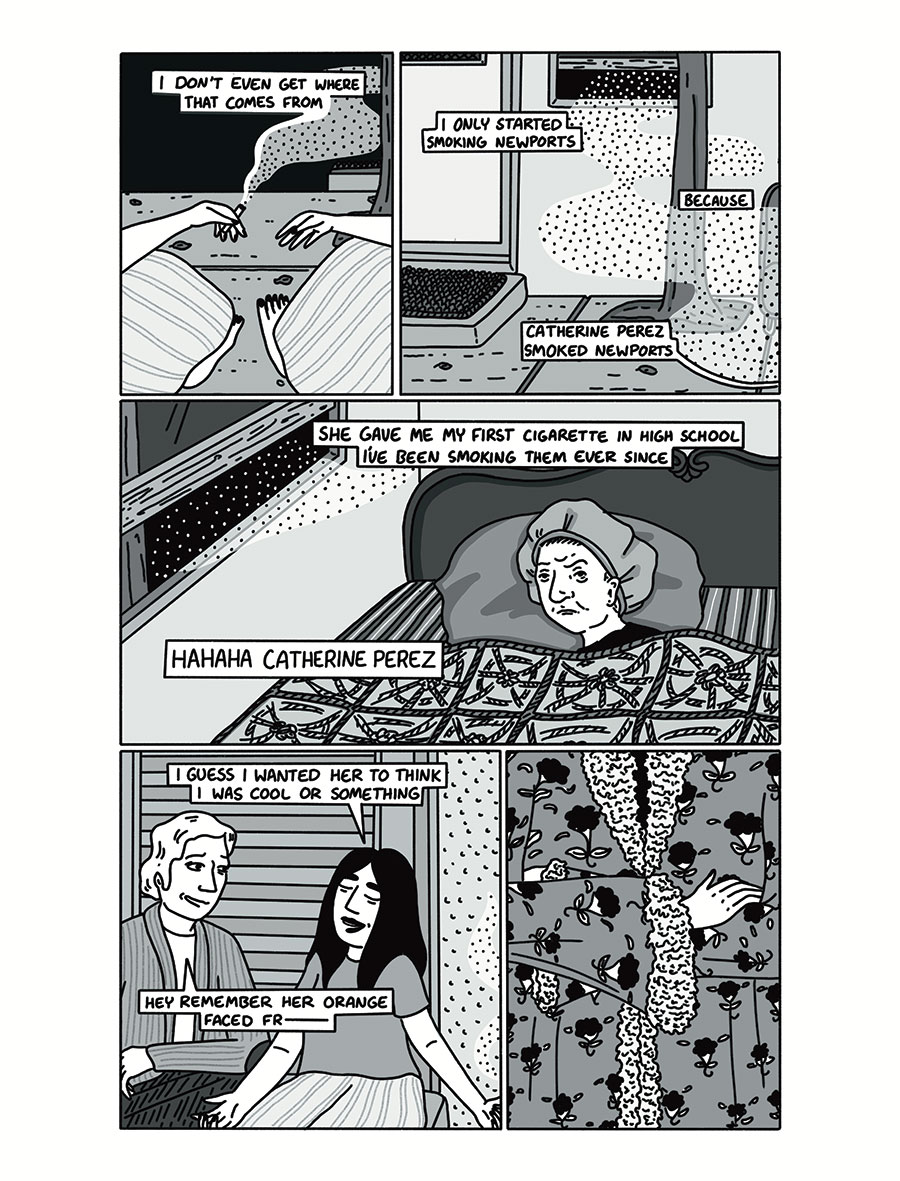 I DON'T EVEN GET WHERE
THAT COMES FROM
I ONLY STARTED
SMOKING NEWPORTS
BECAUSE
CATHERINE PEREZ
SMOKED NEWPORTS
SHE GAVE ME MY FIRST CIGARETTE IN HIGH SCHOOL
I'VE BEEN SMOKING THEM EVER SINCE
HAHAHA CATHERINE PEREZ
I GUESS I WANTED HER TO THINK
I WAS COOL OR SOMETHING
HEY REMEMBER HER ORANGE
FACED FR——